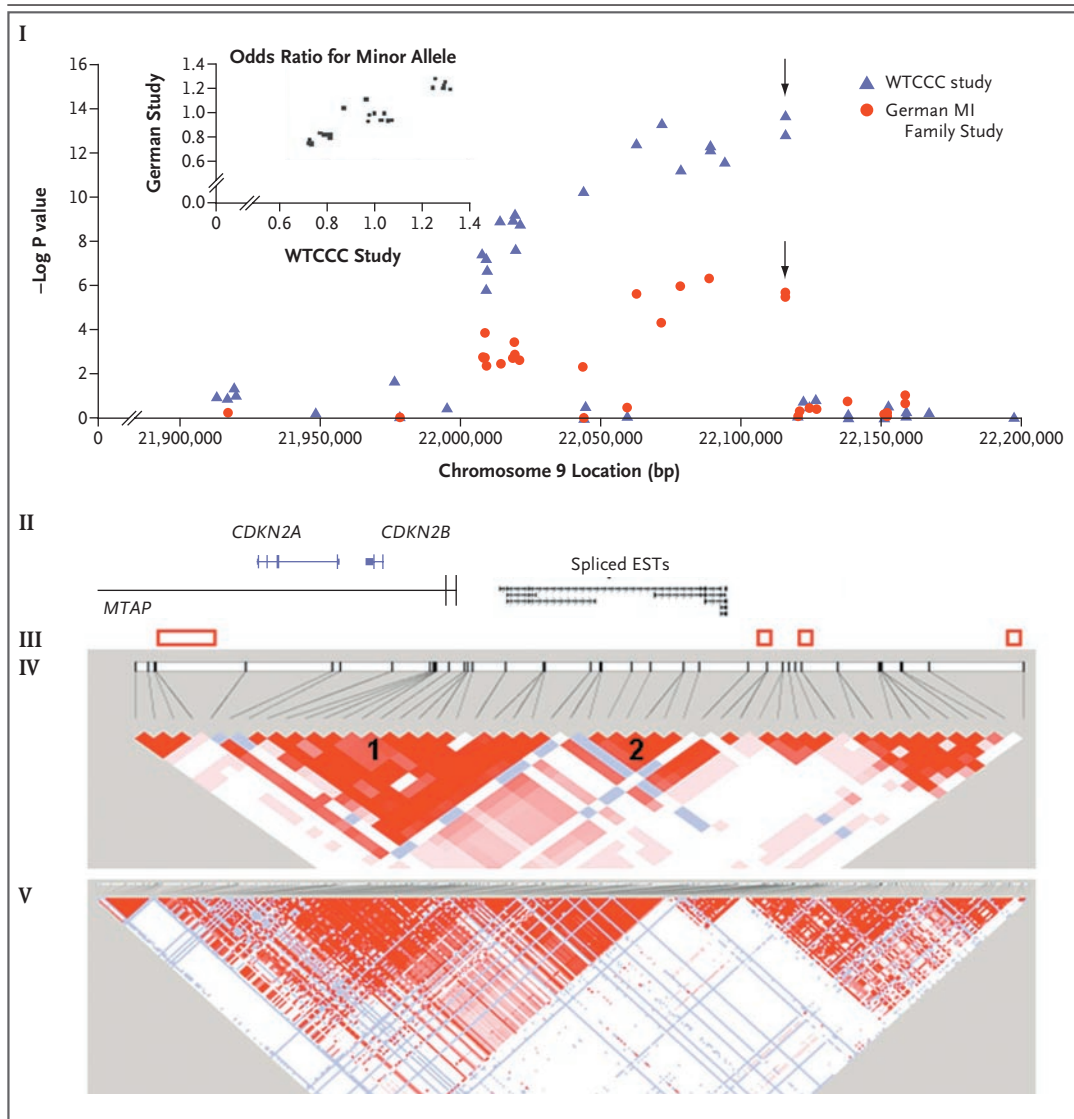 I
16
14
12
10
8
6
4
2
0
–Log P value
Odds Ratio for Minor Allele
1.4
1.2
1.0
0.8
0.6
0.0
German Study
0 0.6 0.8 1.0 1.2 1.4
WTCCC Study
WTCCC study
German MI
Family Study
0 21,900,000 21,950,000 22,000,000 22,050,000 22,100,000 22,150,000 22,200,000
Chromosome 9 Location (bp)
II
CDKN2A CDKN2B
Spliced ESTs
MTAP
III
IV
1 2
V